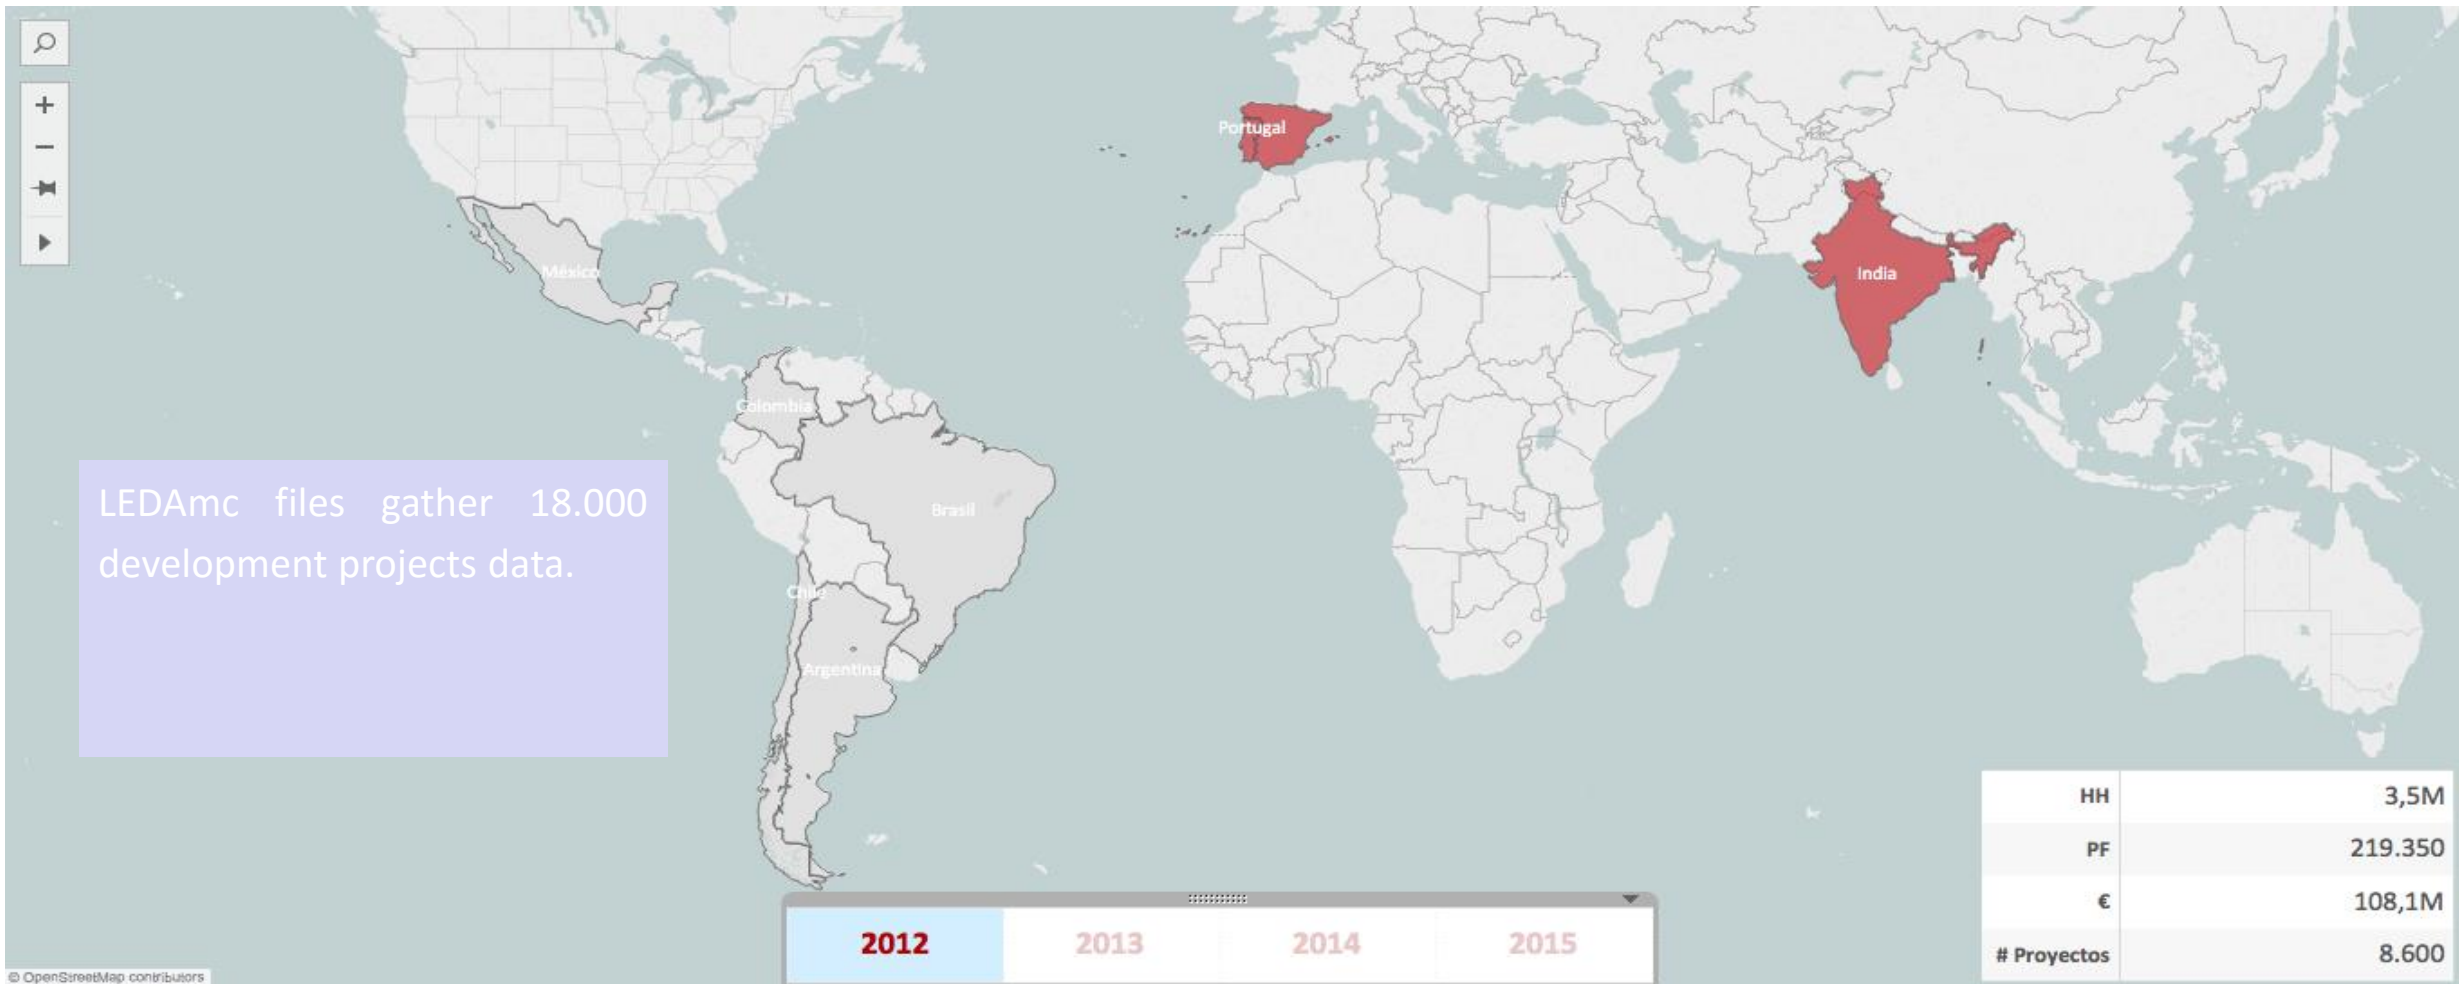 Portugal
México
India
Colombia
LEDAmc files gather 18.000
development projects data.
Brasil
Chile
Argentina
HH 3,5M
PF 219.350
€ 108,1M
# Proyectos 8.600
2012 2013 2014 2015
© OpenStreetMap contributors